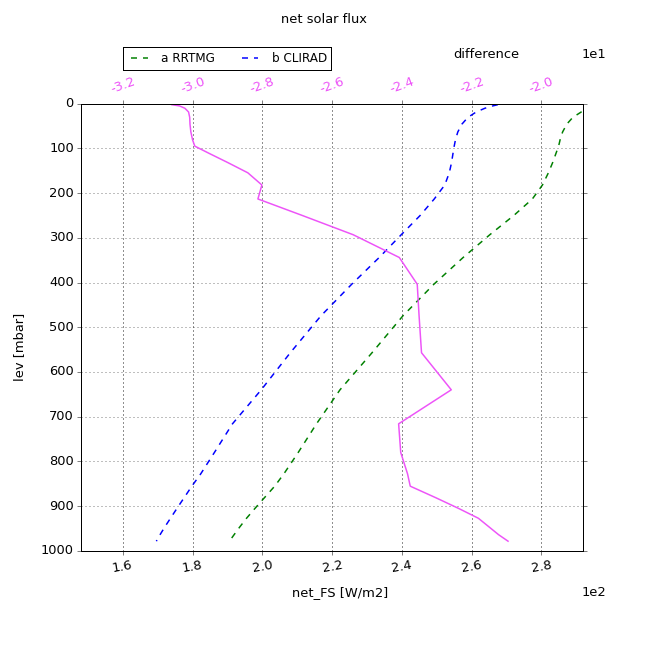 net solar flux
a RRTMG b CLIRAD
difference 1e1
-3.2 -3.0 -2.8 -2.6 -2.4 -2.2 -2.0
0
100
200
300
400
500
600
700
800
900
1000
lev [mbar]
1.6 1.8 2.0 2.2 2.4 2.6 2.8
net_FS [W/m2] 1e2